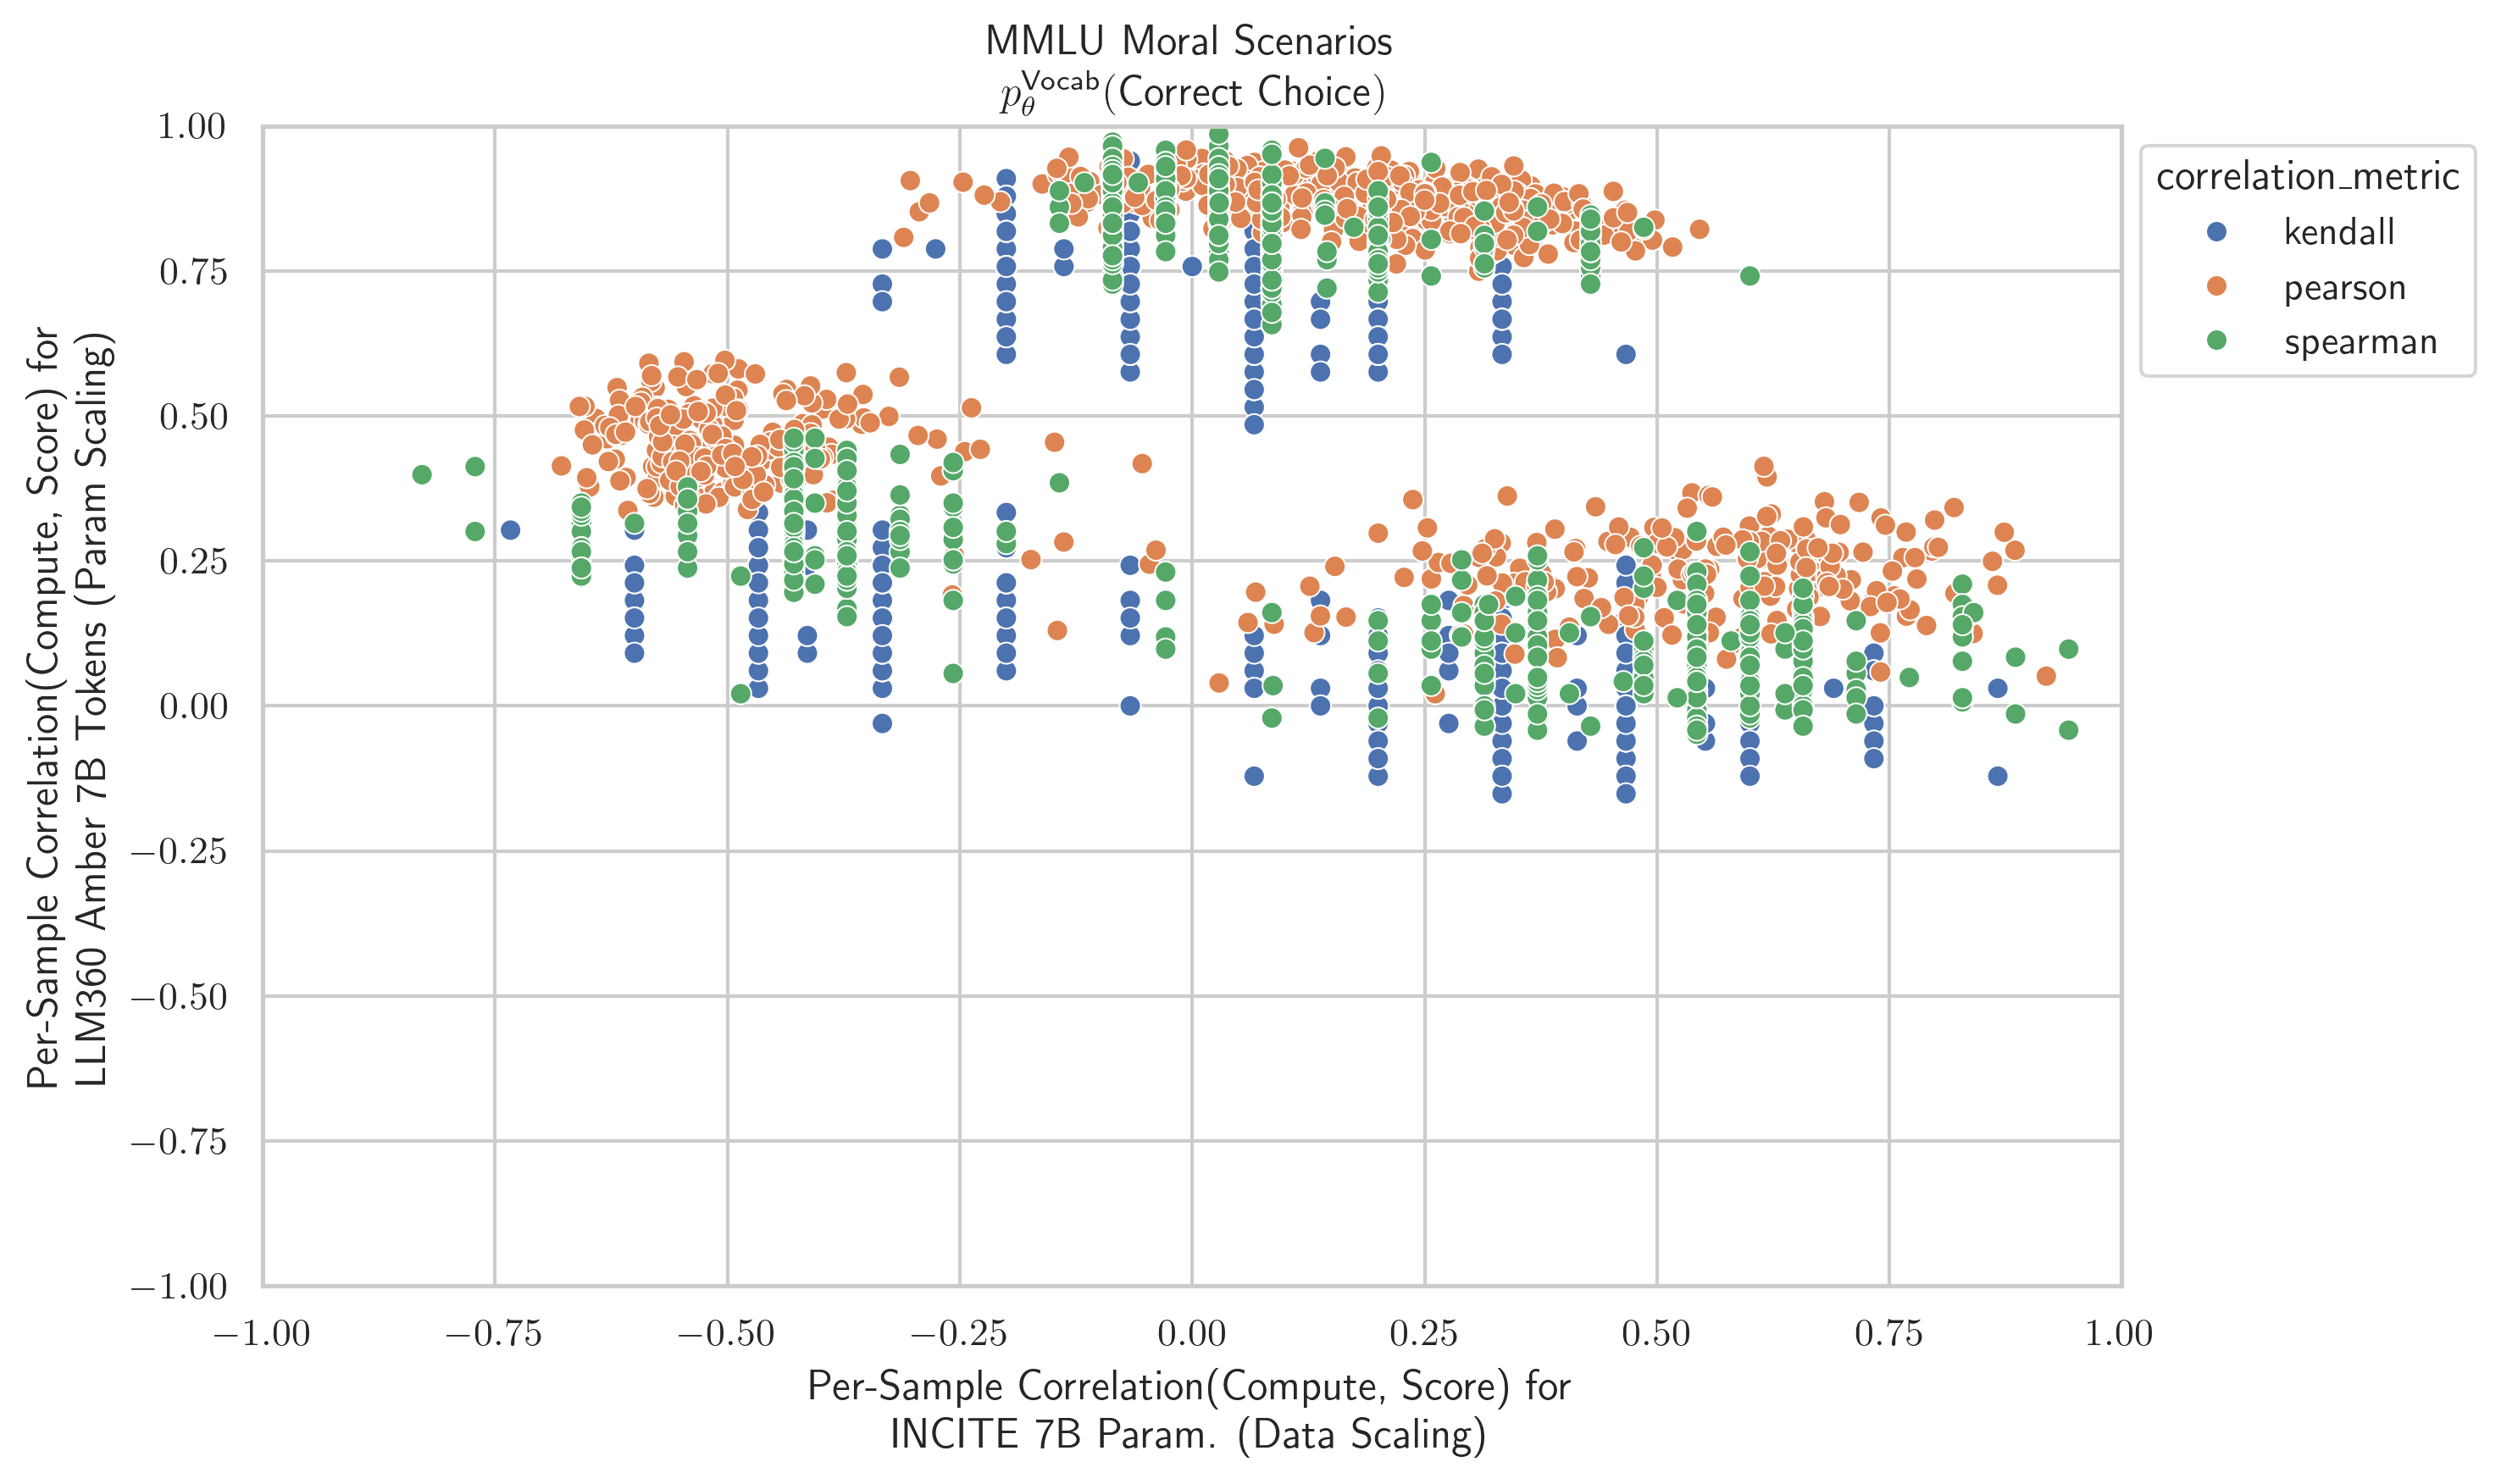 MMLU Moral Scenarios
p_θ^Vocab(Correct Choice)
Per-Sample Correlation(Compute, Score) for
LLM360 Amber 7B Tokens (Param Scaling)
1.00
0.75
0.50
0.25
0.00
−0.25
−0.50
−0.75
−1.00
−1.00
−0.75
−0.50
−0.25
0.00
0.25
0.50
0.75
1.00
Per-Sample Correlation(Compute, Score) for
INCITE 7B Param. (Data Scaling)
correlation_metric
kendall
pearson
spearman